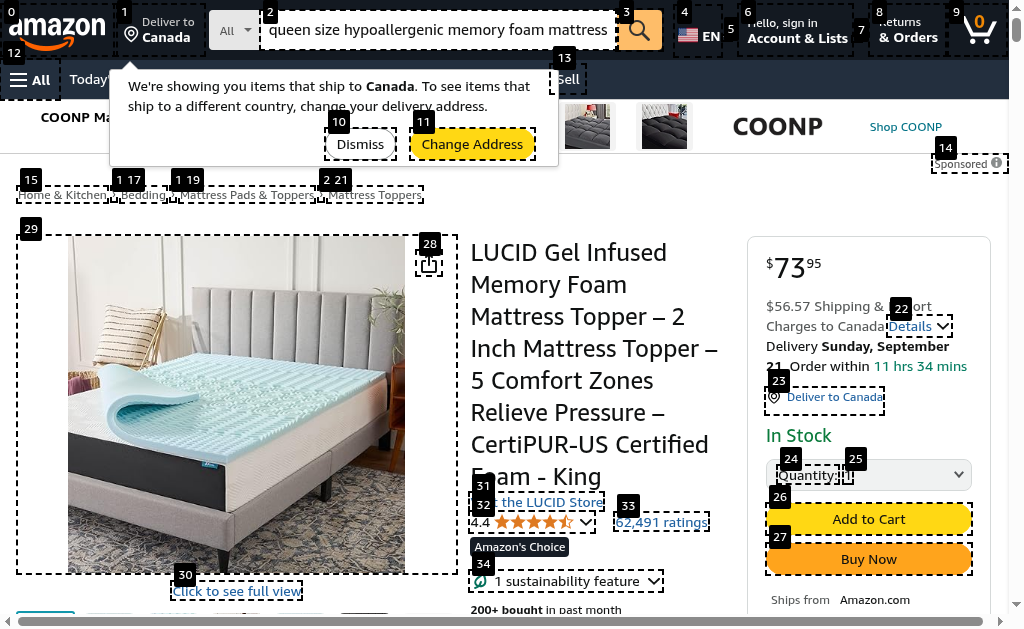 0 1 2 3 4 5 6 7 8 9
amazon
Deliver to
Canada
All
queen size hypoallergenic memory foam mattress
EN
Hello, sign in
Account & Lists
Returns
& Orders
0
12 13
All
Today'
Sell
We're showing you items that ship to Canada. To see items that
ship to a different country, change your delivery address.
10 11
Dismiss
Change Address
COONP Ma
COONP
Shop COONP
14
Sponsored
15 1 17 1 19 2 21
Home & Kitchen › Bedding › Mattress Pads & Toppers › Mattress Toppers
29
28
LUCID Gel Infused
Memory Foam
Mattress Topper – 2
Inch Mattress Topper –
5 Comfort Zones
Relieve Pressure –
CertiPUR-US Certified
Foam - King
31
the LUCID Store
32
4.4
33
62,491 ratings
Amazon's Choice
34
1 sustainability feature
200+ bought in past month
30
Click to see full view
$73 95
22
$56.57 Shipping &
Charges to Canada Details
Delivery Sunday, September
21. Order within 11 hrs 34 mins
23
Deliver to Canada
In Stock
24 25
Quantity: 1
26
Add to Cart
27
Buy Now
Ships from Amazon.com